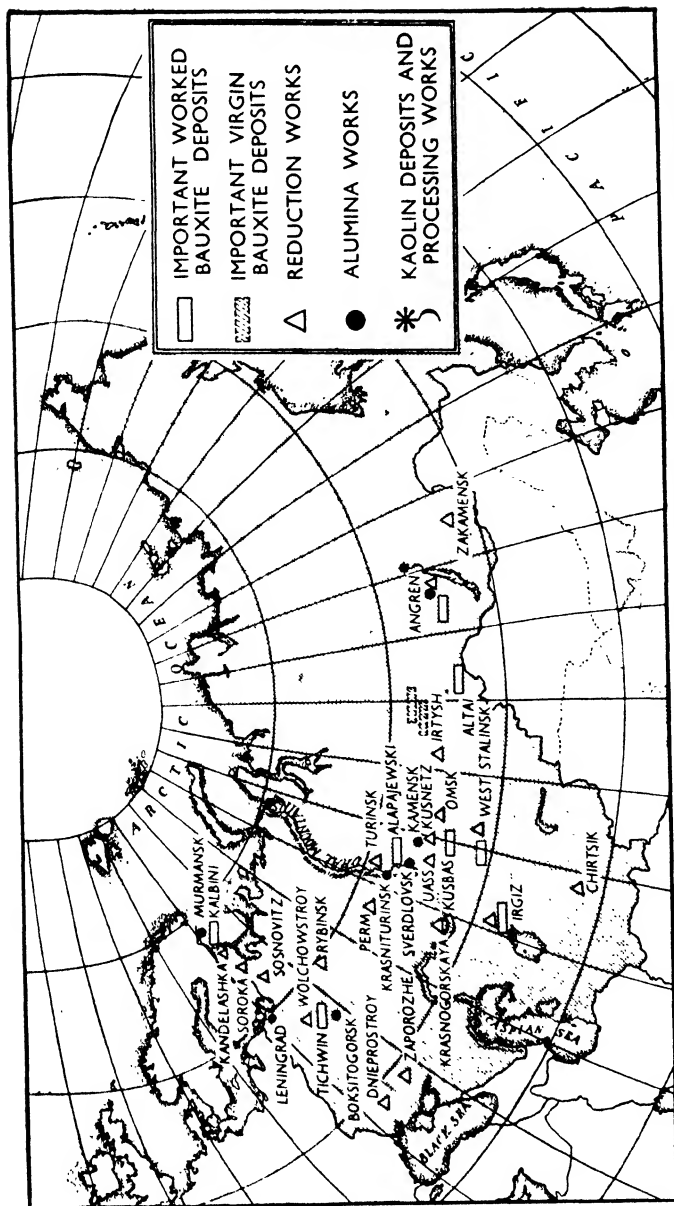 IMPORTANT WORKED
BAUXITE DEPOSITS
IMPORTANT VIRGIN
BAUXITE DEPOSITS
REDUCTION WORKS
ALUMINA WORKS
KAOLIN DEPOSITS AND
PROCESSING WORKS
PACIFIC
ARCTIC OCEAN
MURMANSK
KALBINI
KANDELASHKA
SOROKA
SOSNOVITZ
LENINGRAD
WOLCHOWSTROY
TICHWIN
RYBINSK
BOKSITOGORSK
DNIEPROSTROY
ZAPOROZHE
BLACK SEA
URAL MOUNTAINS
PERM
TURINSK
KRASNITURINSK
ALAPAJEWSKI
SVERDLOVSK
KAMENSK
UASS
KUSNETZ
KUSBAS
KRASNOGORSKAYA
OMSK
IRTYSH
ALTAI
WEST STALINSK
IRGIZ
CHIRTSIK
CASPIAN SEA
ANGREN
ZAKAMENSK